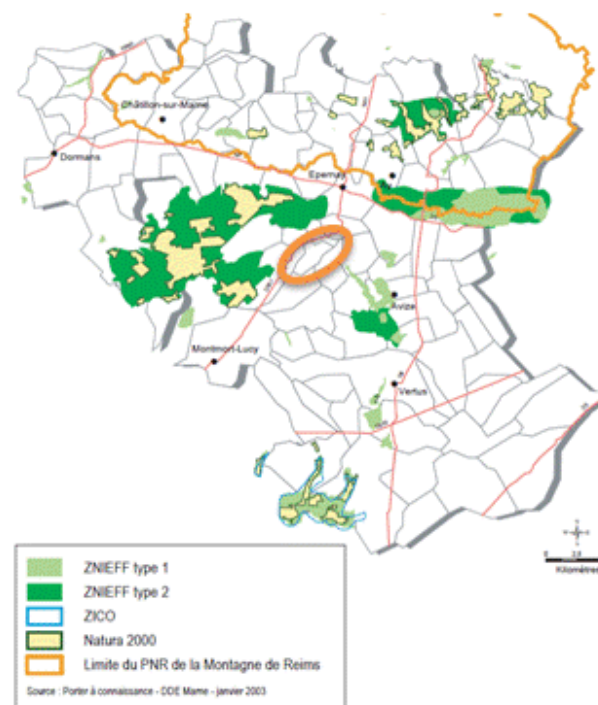 Châtillon-sur-Marne
Dormans
Epernay
Avize
Montmort-Lucy
Vertus
Kilomètres
ZNIEFF type 1
ZNIEFF type 2
ZICO
Natura 2000
Limite du PNR de la Montagne de Reims
Source : Porter à connaissance - DDE Marne - janvier 2003